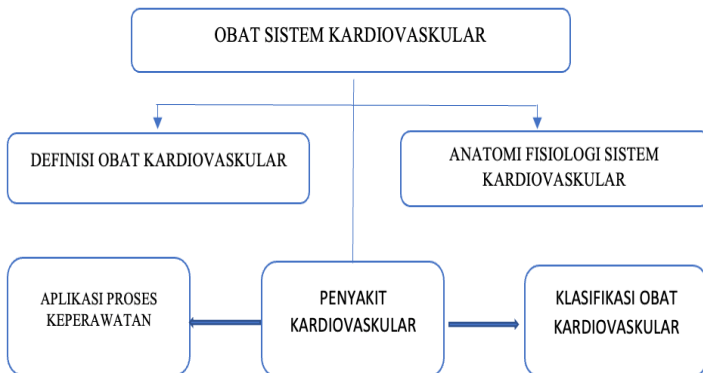 OBAT SISTEM KARDIOVASKULAR
DEFINISI OBAT KARDIOVASKULAR
ANATOMI FISIOLOGI SISTEM
KARDIOVASKULAR
APLIKASI PROSES
KEPERAWATAN
PENYAKIT
KARDIOVASKULAR
KLASIFIKASI OBAT
KARDIOVASKULAR